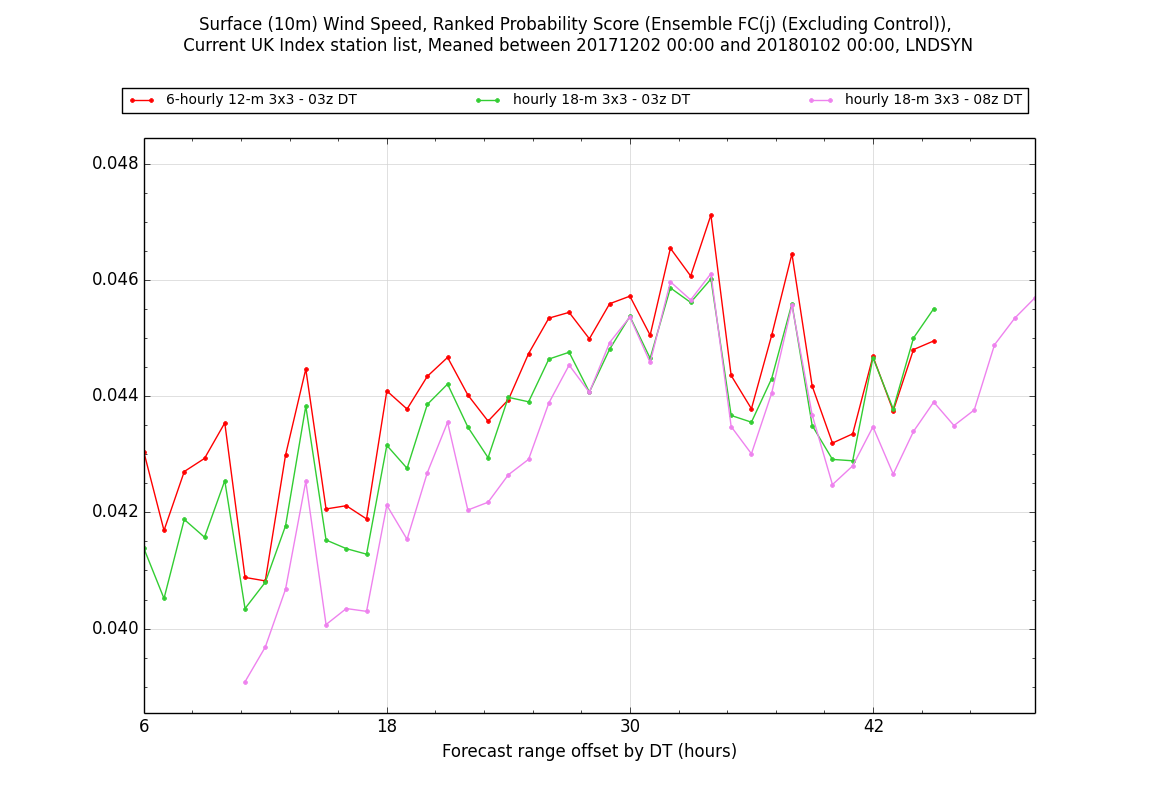 Surface (10m) Wind Speed, Ranked Probability Score (Ensemble FC(j) (Excluding Control)),
Current UK Index station list, Meaned between 20171202 00:00 and 20180102 00:00, LNDSYN
6-hourly 12-m 3x3 - 03z DT hourly 18-m 3x3 - 03z DT hourly 18-m 3x3 - 08z DT
0.048
0.046
0.044
0.042
0.040
6 18 30 42
Forecast range offset by DT (hours)